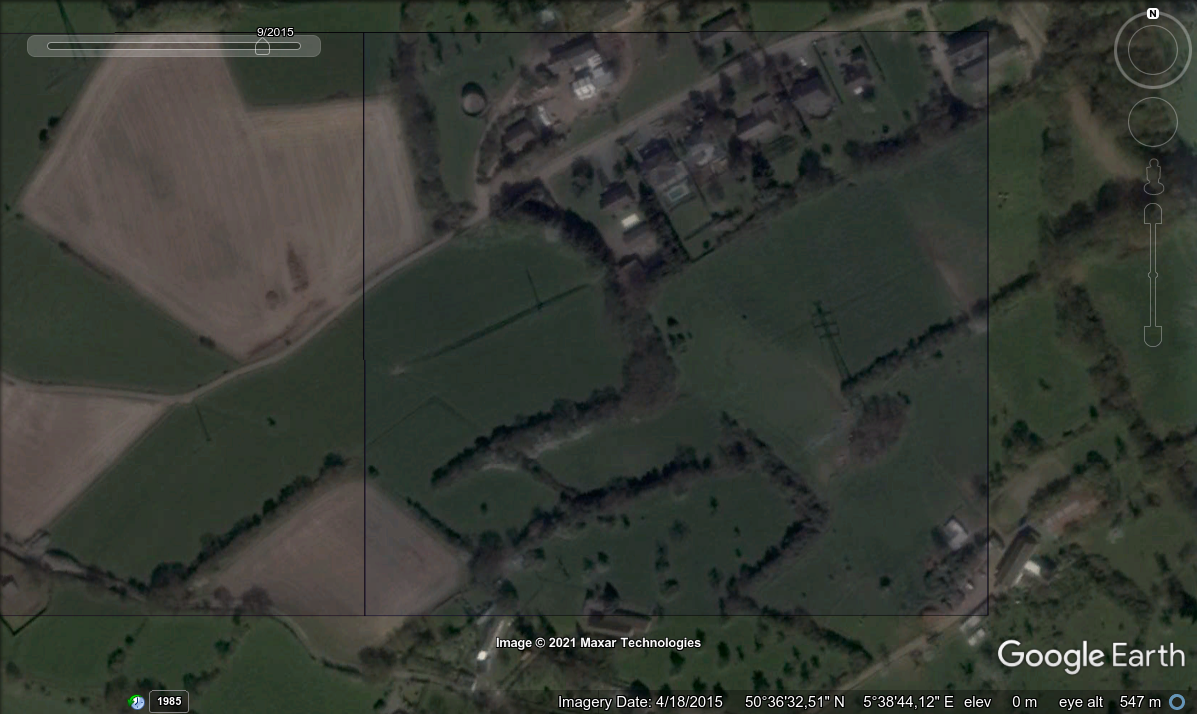 9/2015
N
Image © 2021 Maxar Technologies
Google Earth
1985
Imagery Date: 4/18/2015 50°36'32,51" N 5°38'44,12" E elev 0 m eye alt 547 m